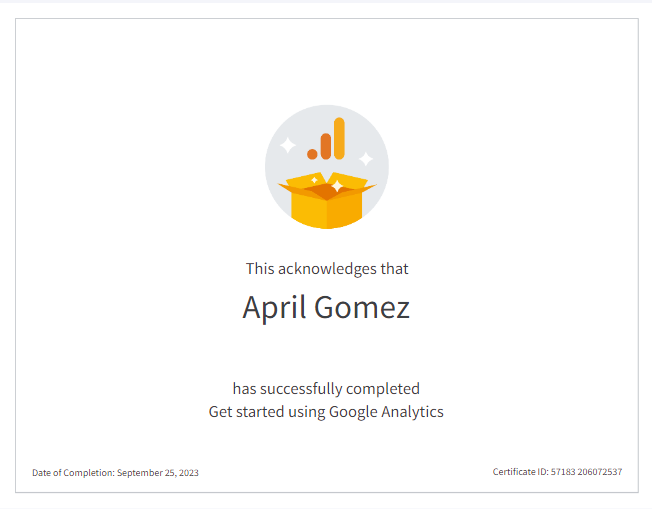 This acknowledges that
April Gomez
has successfully completed
Get started using Google Analytics
Date of Completion: September 25, 2023
Certificate ID: 57183 206072537